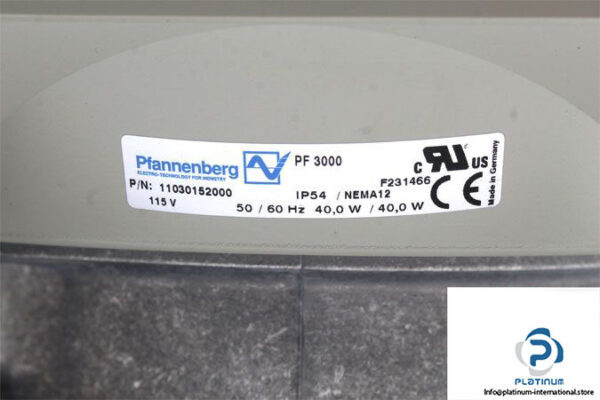 Pfannenberg
ELECTRO-TECHNOLOGY FOR INDUSTRY
PF 3000
P/N: 11030152000
115 V
IP54 / NEMA12
50 / 60 Hz 40,0 W / 40,0 W
c RU US
F231466
CE
Made in Germany
PLATINUM
Info@platinum-international.store